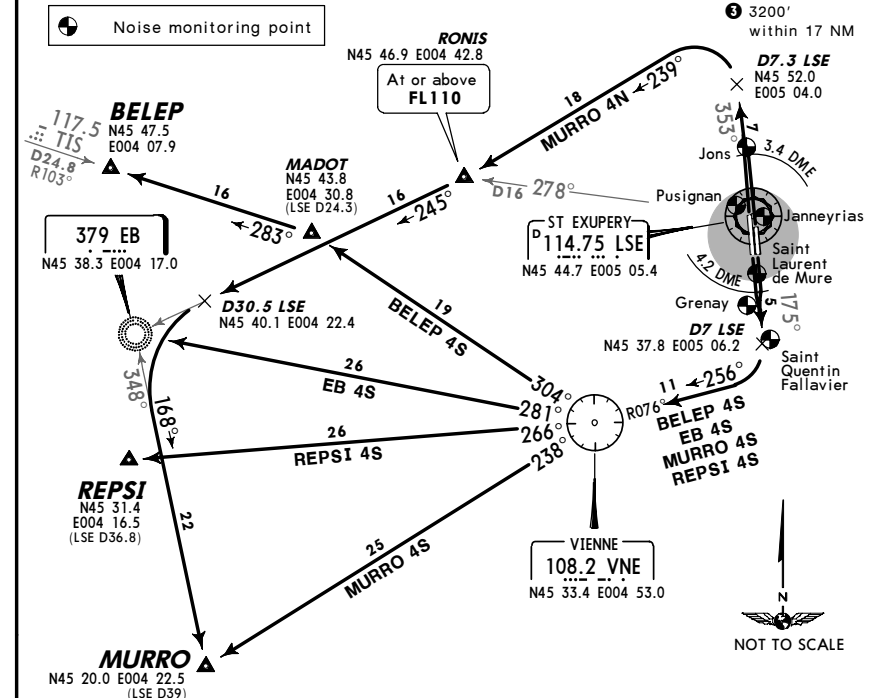 Noise monitoring point
❸ 3200'
within 17 NM
RONIS
N45 46.9 E004 42.8
At or above
FL110
D7.3 LSE
N45 52.0
E005 04.0
←239°
18
MURRO 4N
353°
7
117.5
TIS
D24.8
R103°
BELEP
N45 47.5
E004 07.9
MADOT
N45 43.8
E004 30.8
(LSE D24.3)
16
←283°
16
←245°
D16 278°
Jons
3.4 DME
Pusignan
Janneyrias
ST EXUPERY
D 114.75 LSE
N45 44.7 E005 05.4
Saint
Laurent
de Mure
4.2 DME
Grenay
5
175°
D7 LSE
N45 37.8 E005 06.2
Saint
Quentin
Fallavier
379 EB
N45 38.3 E004 17.0
D30.5 LSE
N45 40.1 E004 22.4
19
BELEP 4S
304°
26
EB 4S
281°
26
REPSI 4S
266°
238°
R076°
11
←256°
BELEP 4S
EB 4S
MURRO 4S
REPSI 4S
348°
168°→
REPSI
N45 31.4
E004 16.5
(LSE D36.8)
22
25
MURRO 4S
VIENNE
108.2 VNE
N45 33.4 E004 53.0
MURRO
N45 20.0 E004 22.5
(LSE D39)
N
NOT TO SCALE